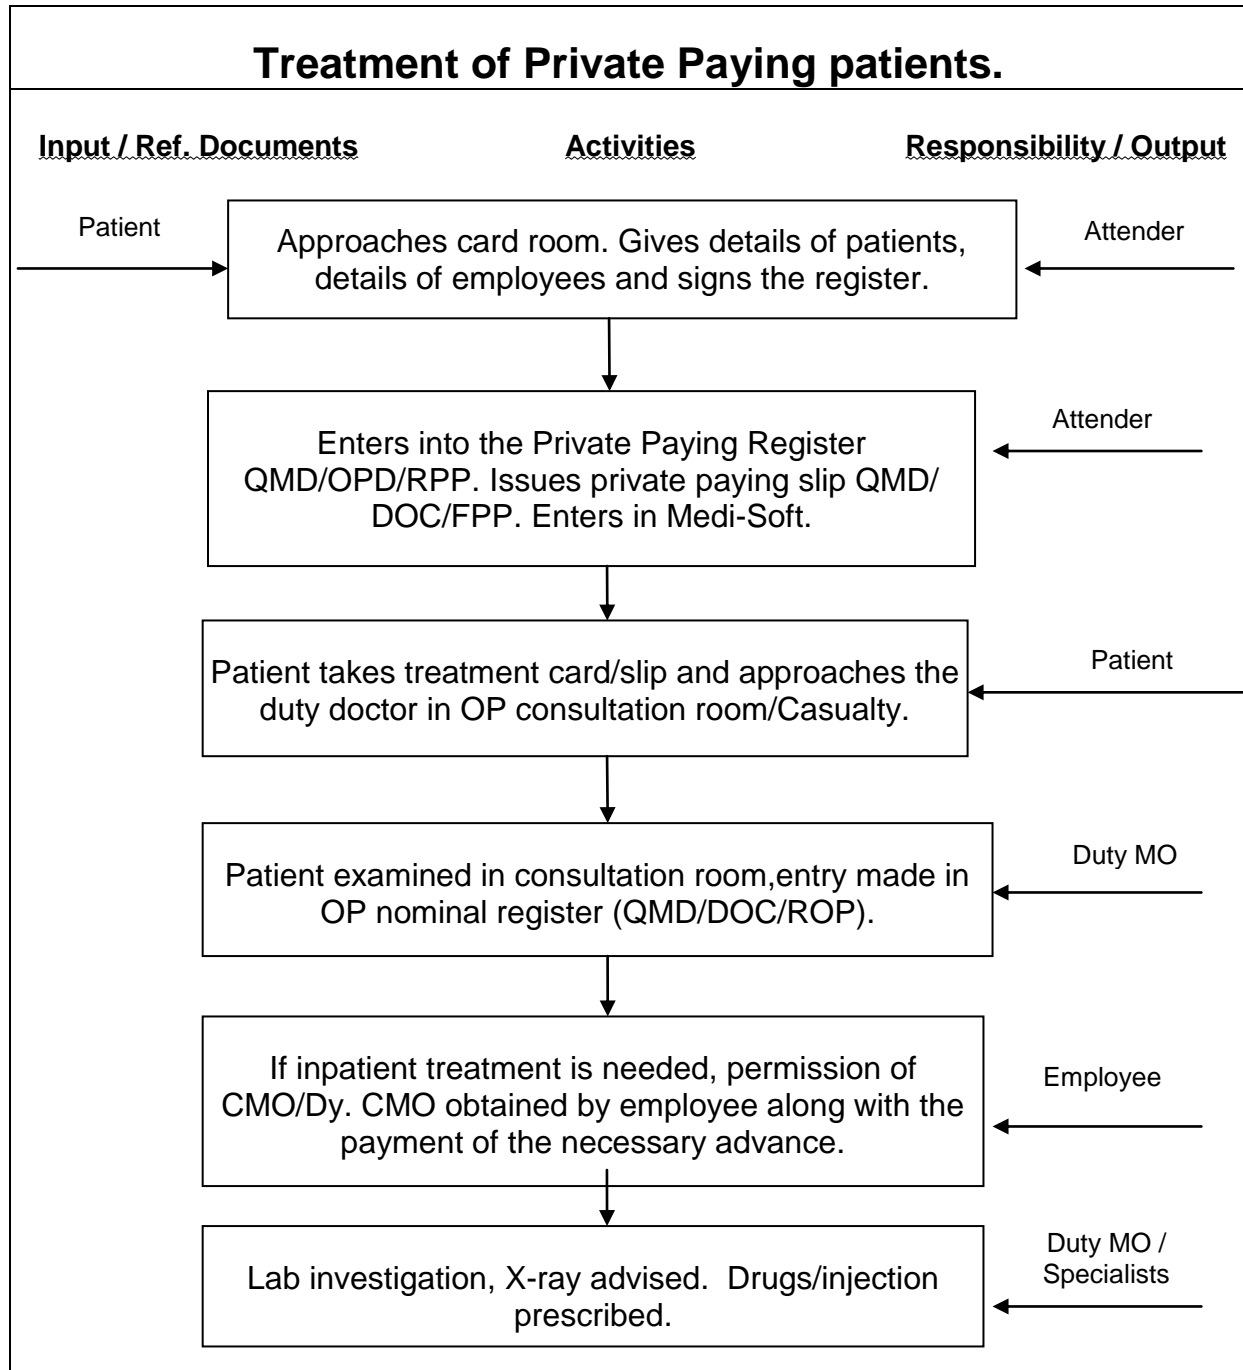 Treatment of Private Paying patients.
Input / Ref. Documents
Activities
Responsibility / Output
Patient
Approaches card room. Gives details of patients,
details of employees and signs the register.
Attender
Enters into the Private Paying Register
QMD/OPD/RPP. Issues private paying slip QMD/
DOC/FPP. Enters in Medi-Soft.
Attender
Patient takes treatment card/slip and approaches the
duty doctor in OP consultation room/Casualty.
Patient
Patient examined in consultation room,entry made in
OP nominal register (QMD/DOC/ROP).
Duty MO
If inpatient treatment is needed, permission of
CMO/Dy. CMO obtained by employee along with the
payment of the necessary advance.
Employee
Lab investigation, X-ray advised.  Drugs/injection
prescribed.
Duty MO /
Specialists